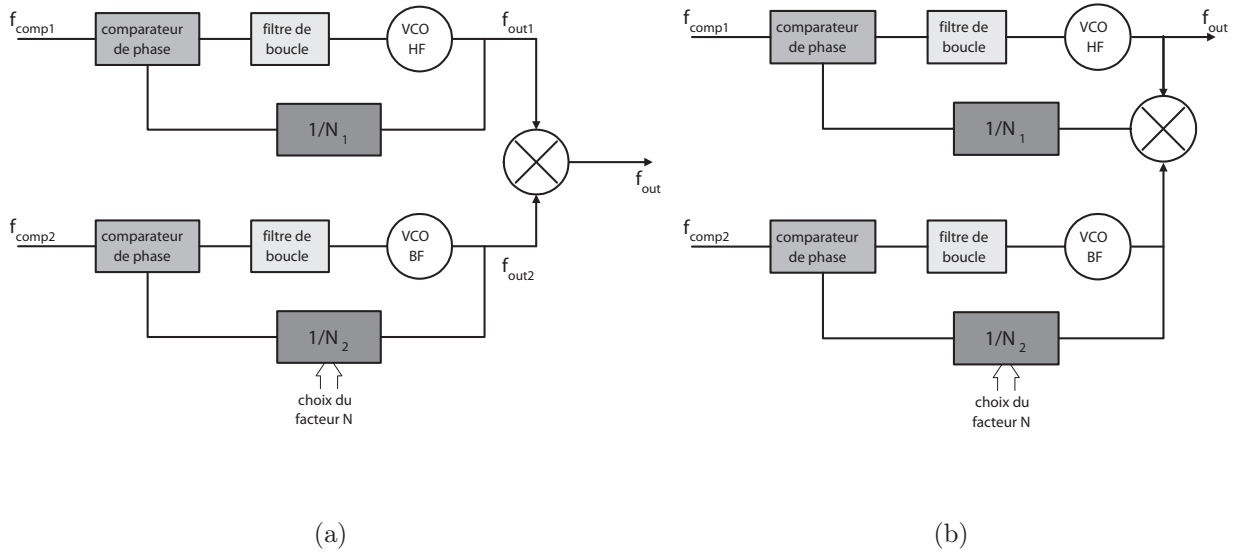 f_comp1
comparateur
de phase
filtre de
boucle
VCO
HF
f_out1
1/N_1
f_out
f_comp2
comparateur
de phase
filtre de
boucle
VCO
BF
f_out2
1/N_2
choix du
facteur N
(a)
f_comp1
comparateur
de phase
filtre de
boucle
VCO
HF
f_out
1/N_1
f_comp2
comparateur
de phase
filtre de
boucle
VCO
BF
1/N_2
choix du
facteur N
(b)